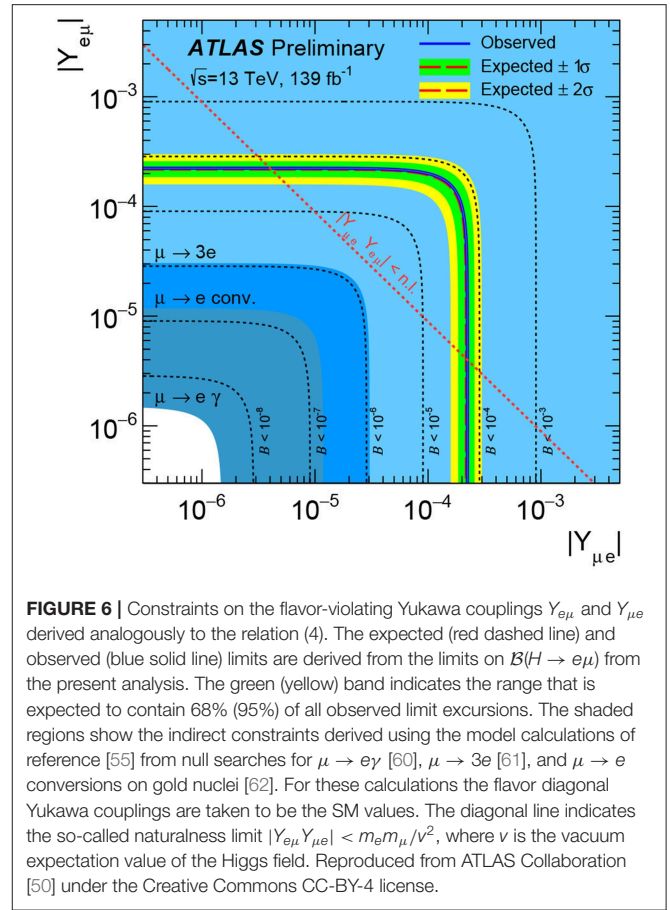 ATLAS Preliminary
√s=13 TeV, 139 fb⁻¹
Observed
Expected ± 1σ
Expected ± 2σ
|Y_eμ|
10⁻³
10⁻⁴
10⁻⁵
10⁻⁶
|Y_μe Y_eμ| < n.l.
μ → 3e
μ → e conv.
μ → e γ
B < 10⁻⁸
B < 10⁻⁷
B < 10⁻⁶
B < 10⁻⁵
B < 10⁻⁴
B < 10⁻³
10⁻⁶
10⁻⁵
10⁻⁴
10⁻³
|Y_μe|
FIGURE 6 | Constraints on the flavor-violating Yukawa couplings Y_eμ and Y_μe
derived analogously to the relation (4). The expected (red dashed line) and
observed (blue solid line) limits are derived from the limits on B(H → eμ) from
the present analysis. The green (yellow) band indicates the range that is
expected to contain 68% (95%) of all observed limit excursions. The shaded
regions show the indirect constraints derived using the model calculations of
reference [55] from null searches for μ → eγ [60], μ → 3e [61], and μ → e
conversions on gold nuclei [62]. For these calculations the flavor diagonal
Yukawa couplings are taken to be the SM values. The diagonal line indicates
the so-called naturalness limit |Y_eμY_μe| < m_em_μ/v², where v is the vacuum
expectation value of the Higgs field. Reproduced from ATLAS Collaboration
[50] under the Creative Commons CC-BY-4 license.